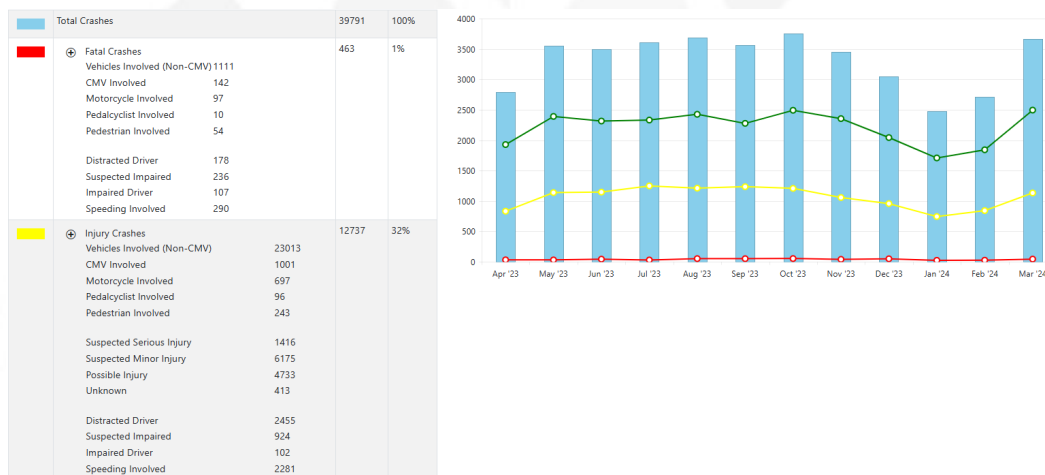 Total Crashes 39791 100%
Fatal Crashes 463 1%
Vehicles Involved (Non-CMV) 1111
CMV Involved 142
Motorcycle Involved 97
Pedalcyclist Involved 10
Pedestrian Involved 54
Distracted Driver 178
Suspected Impaired 236
Impaired Driver 107
Speeding Involved 290
Injury Crashes 12737 32%
Vehicles Involved (Non-CMV) 23013
CMV Involved 1001
Motorcycle Involved 697
Pedalcyclist Involved 96
Pedestrian Involved 243
Suspected Serious Injury 1416
Suspected Minor Injury 6175
Possible Injury 4733
Unknown 413
Distracted Driver 2455
Suspected Impaired 924
Impaired Driver 102
Speeding Involved 2281
4000
3500
3000
2500
2000
1500
1000
500
0
Apr '23 May '23 Jun '23 Jul '23 Aug '23 Sep '23 Oct '23 Nov '23 Dec '23 Jan '24 Feb '24 Mar '24